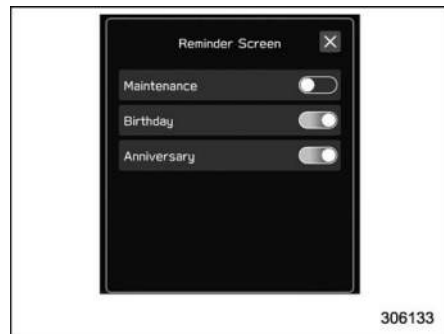 Reminder Screen
Maintenance
Birthday
Anniversary
306133